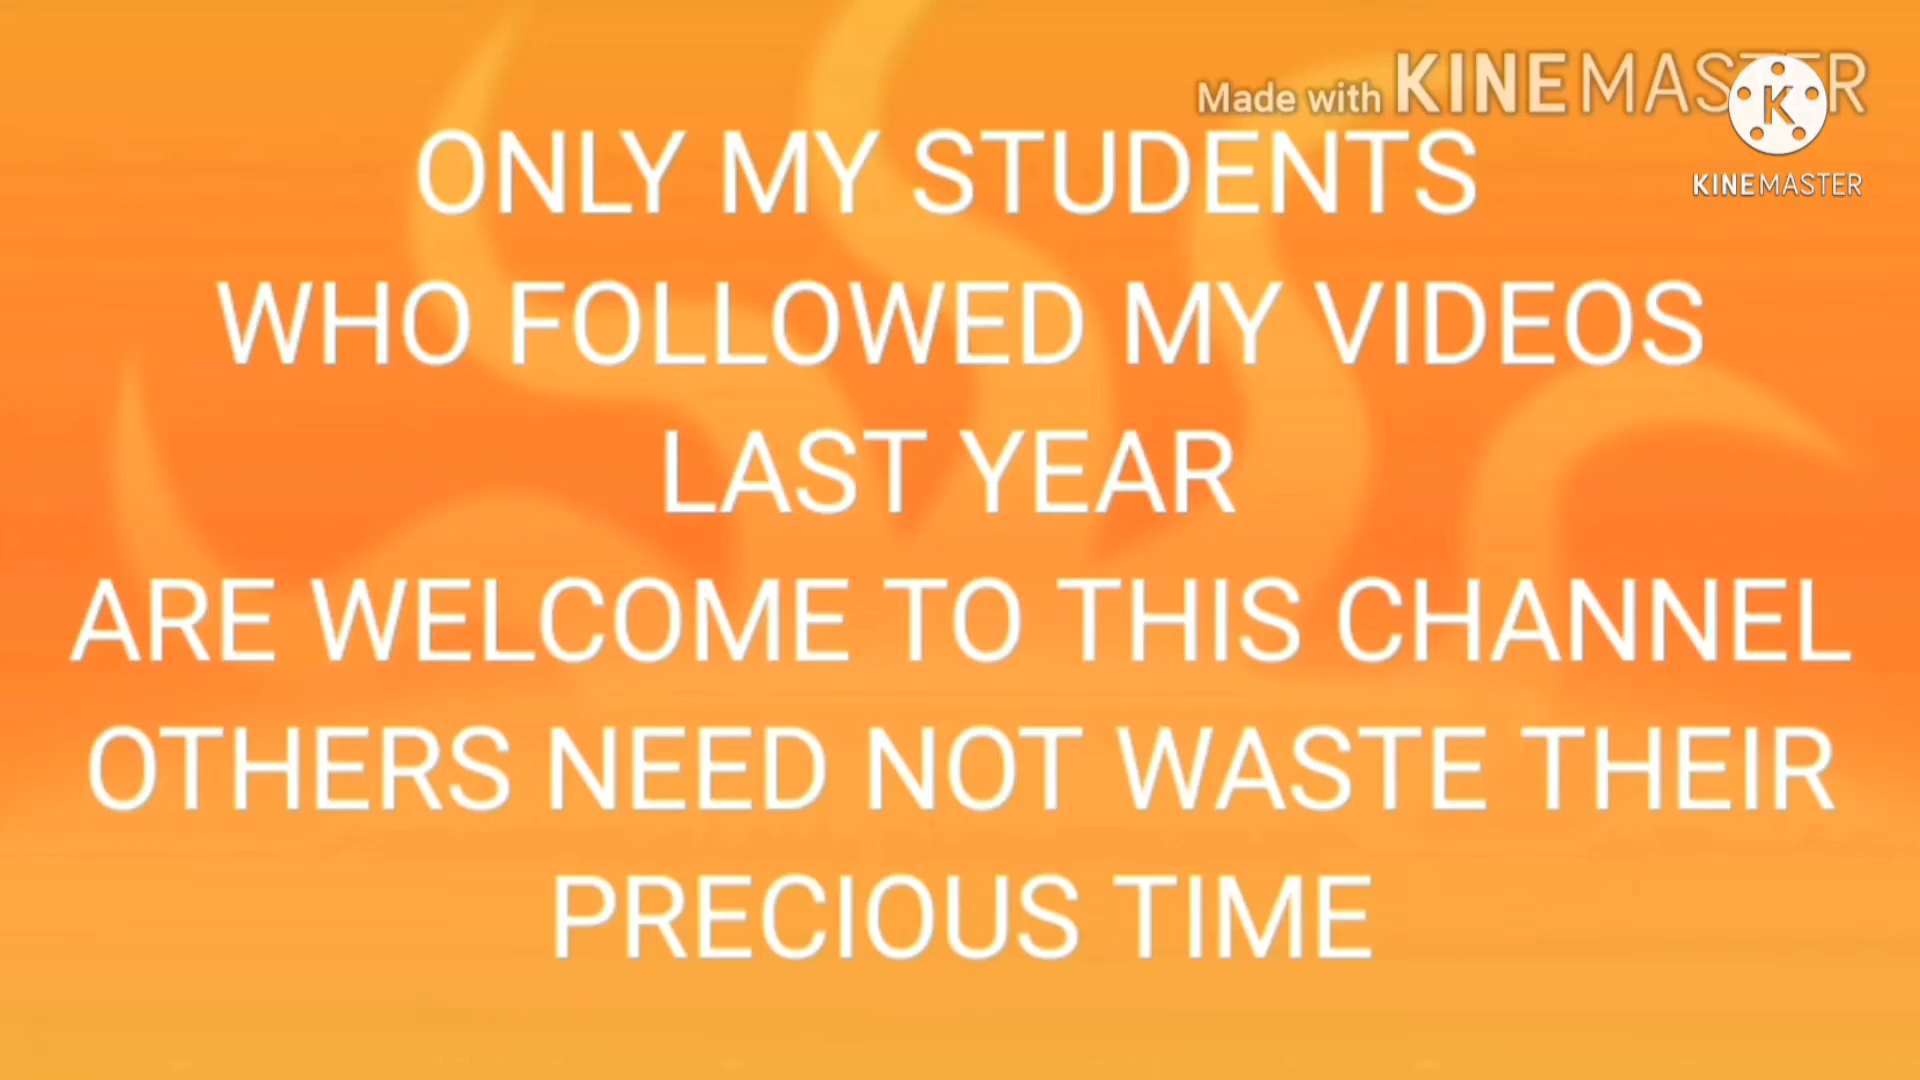 Made with KINEMASTER
K
KINEMASTER
ONLY MY STUDENTS
WHO FOLLOWED MY VIDEOS
LAST YEAR
ARE WELCOME TO THIS CHANNEL
OTHERS NEED NOT WASTE THEIR
PRECIOUS TIME